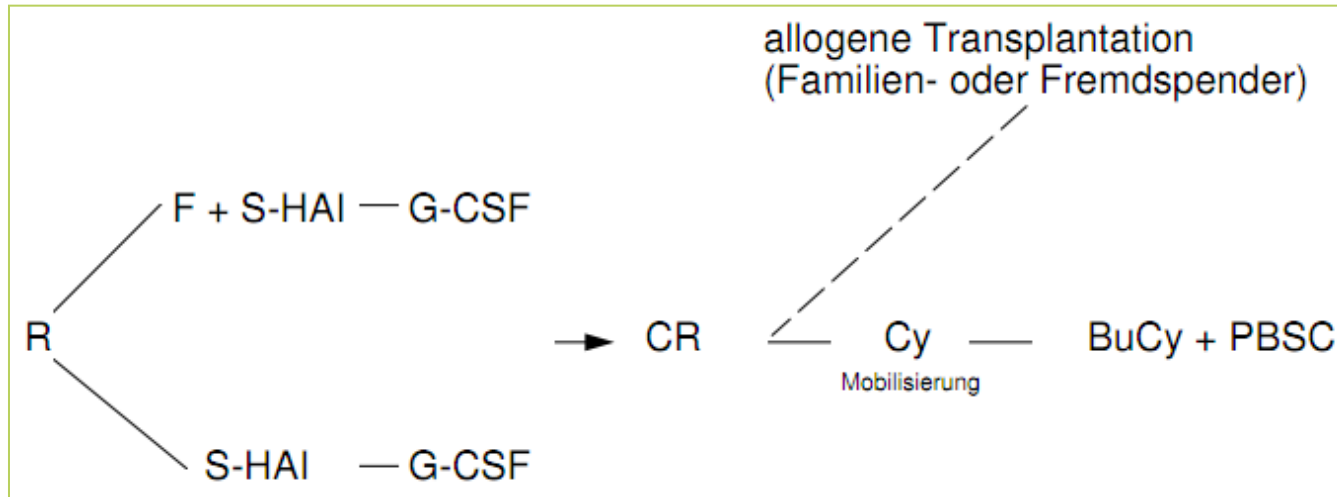 allogene Transplantation
(Familien- oder Fremdspender)
F + S-HAI — G-CSF
R
CR
Cy
BuCy + PBSC
Mobilisierung
S-HAI — G-CSF